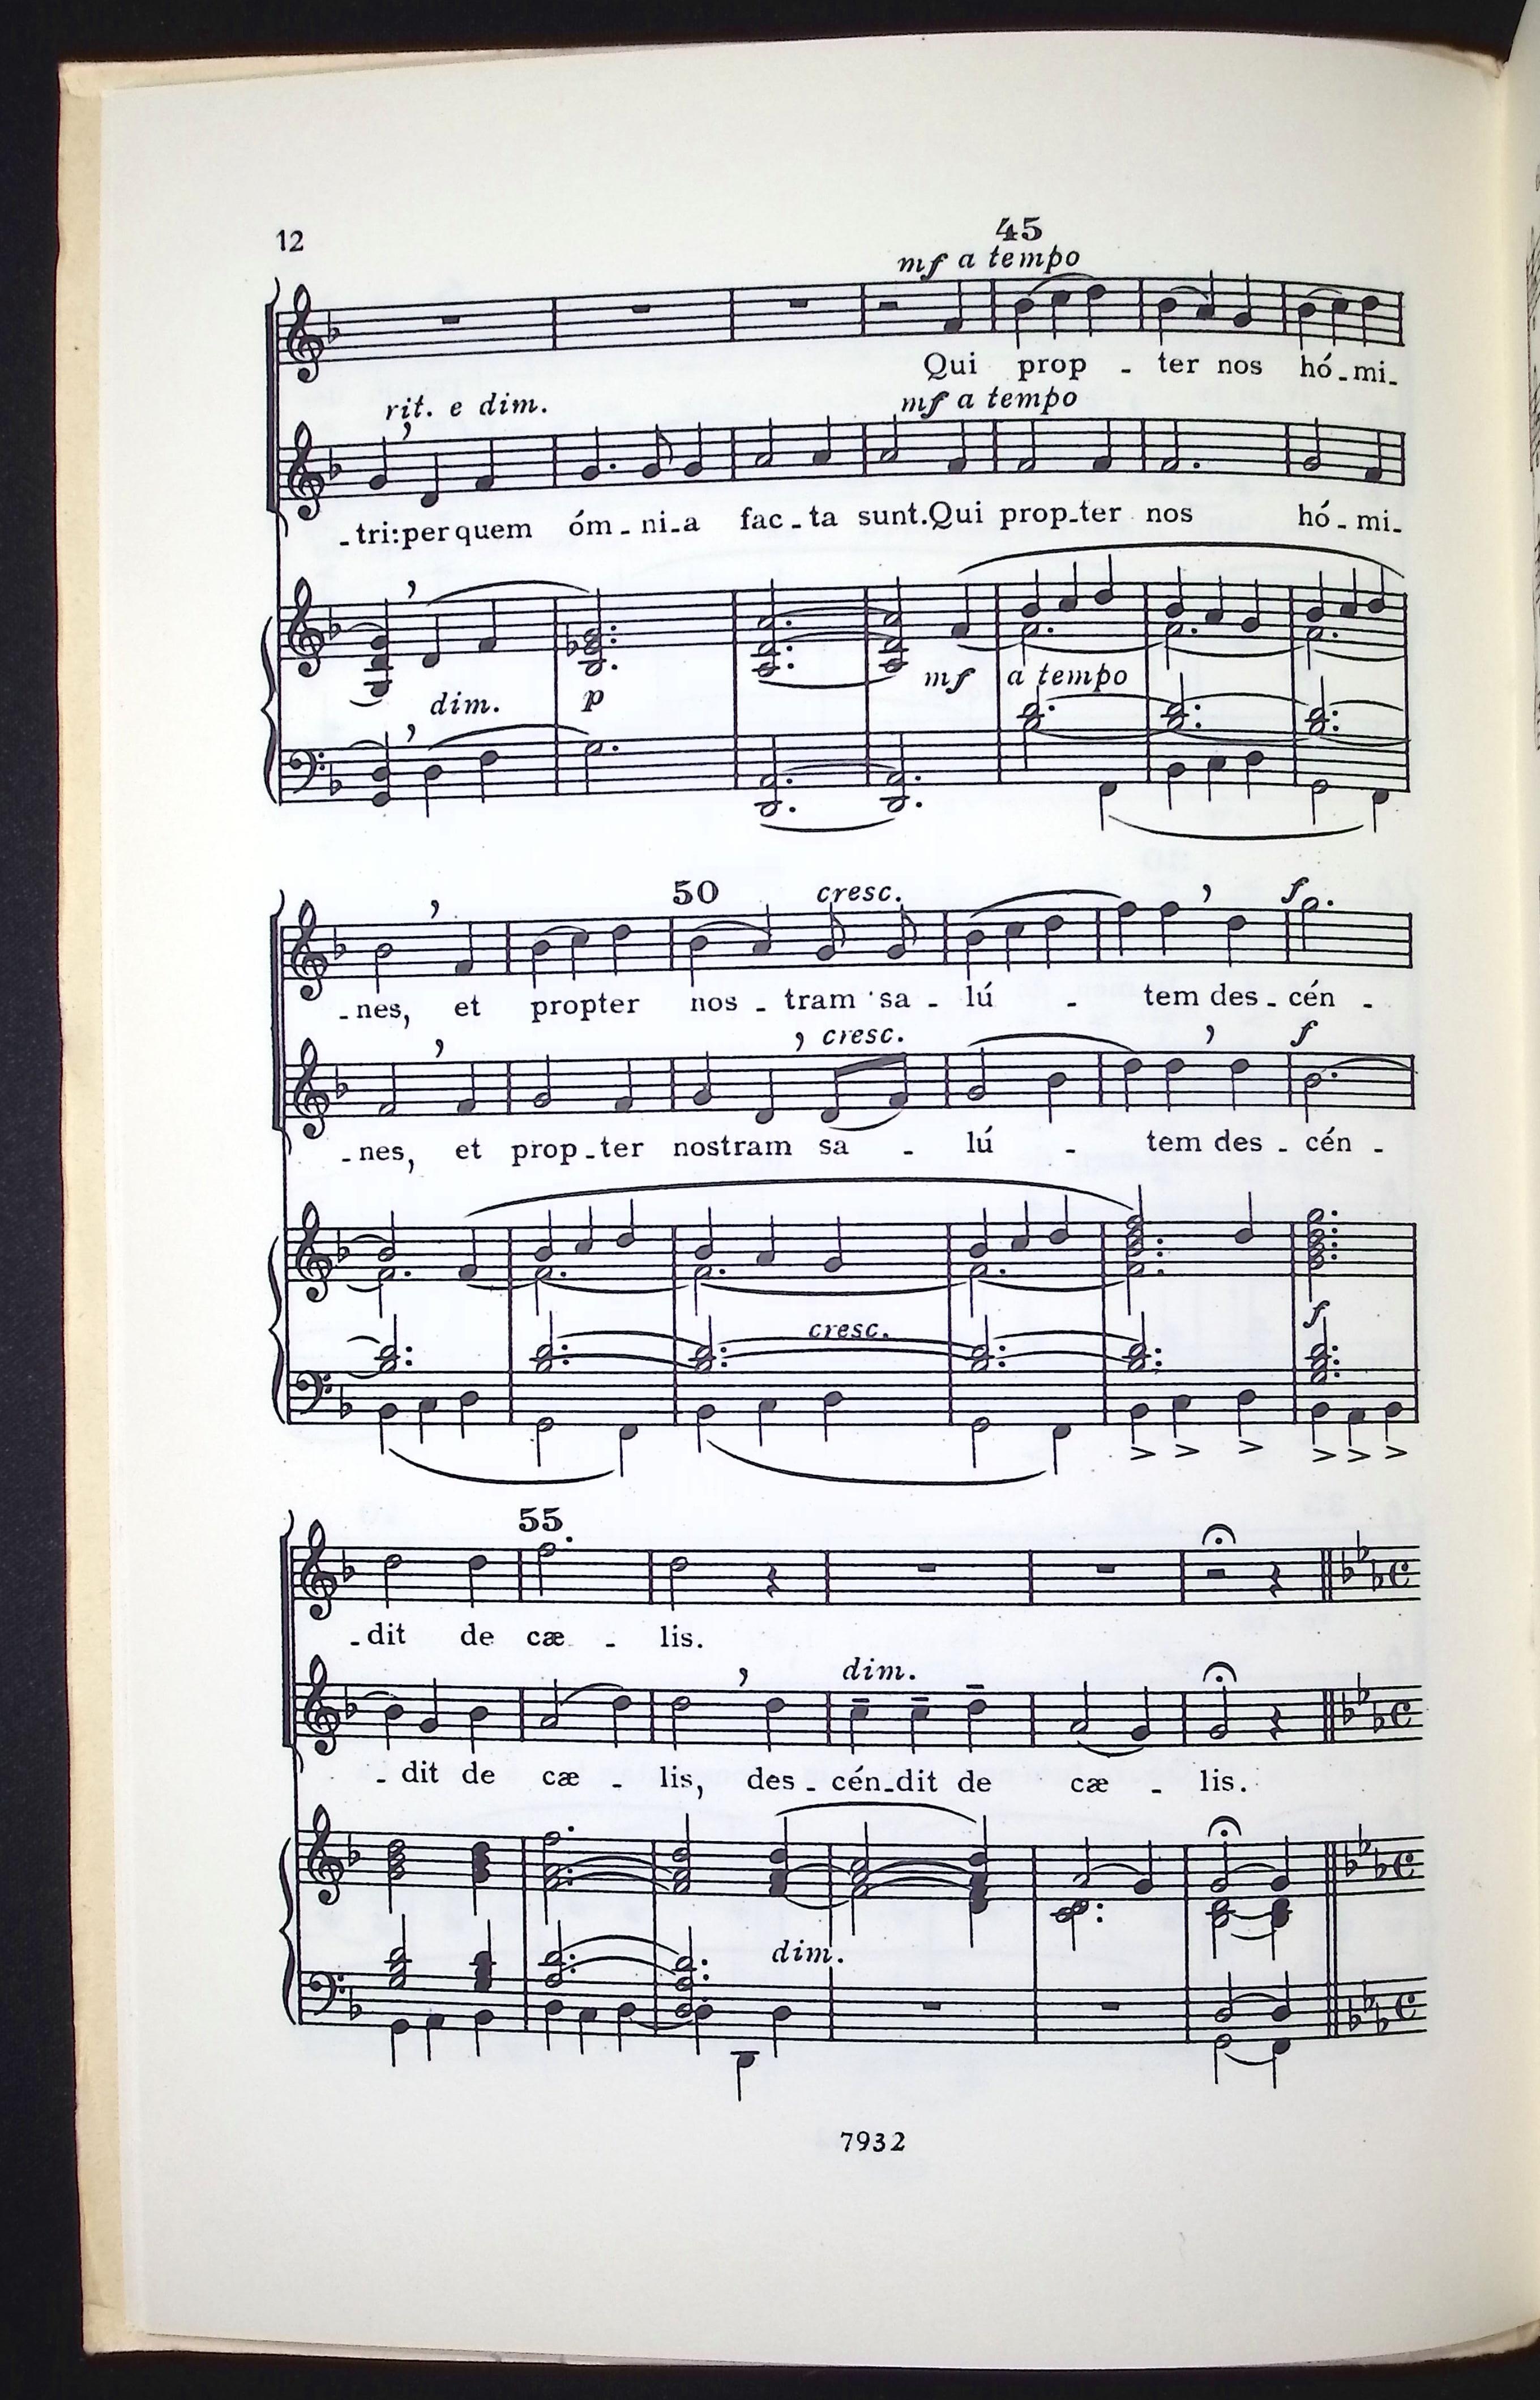 12
45
mf a tempo
Qui prop - ter nos hó - mi -
rit. e dim.
mf a tempo
- tri: per quem óm - ni - a fac - ta sunt. Qui prop - ter nos hó - mi -
dim.
p
mf a tempo
50
cresc.
f
- nes, et propter nos - tram sa - lú - tem des - cén -
cresc.
f
- nes, et prop - ter nostram sa - lú - tem des - cén -
cresc.
f
55
- dit de cæ - lis.
dim.
- dit de cæ - lis, des - cén - dit de cæ - lis.
dim.
7932